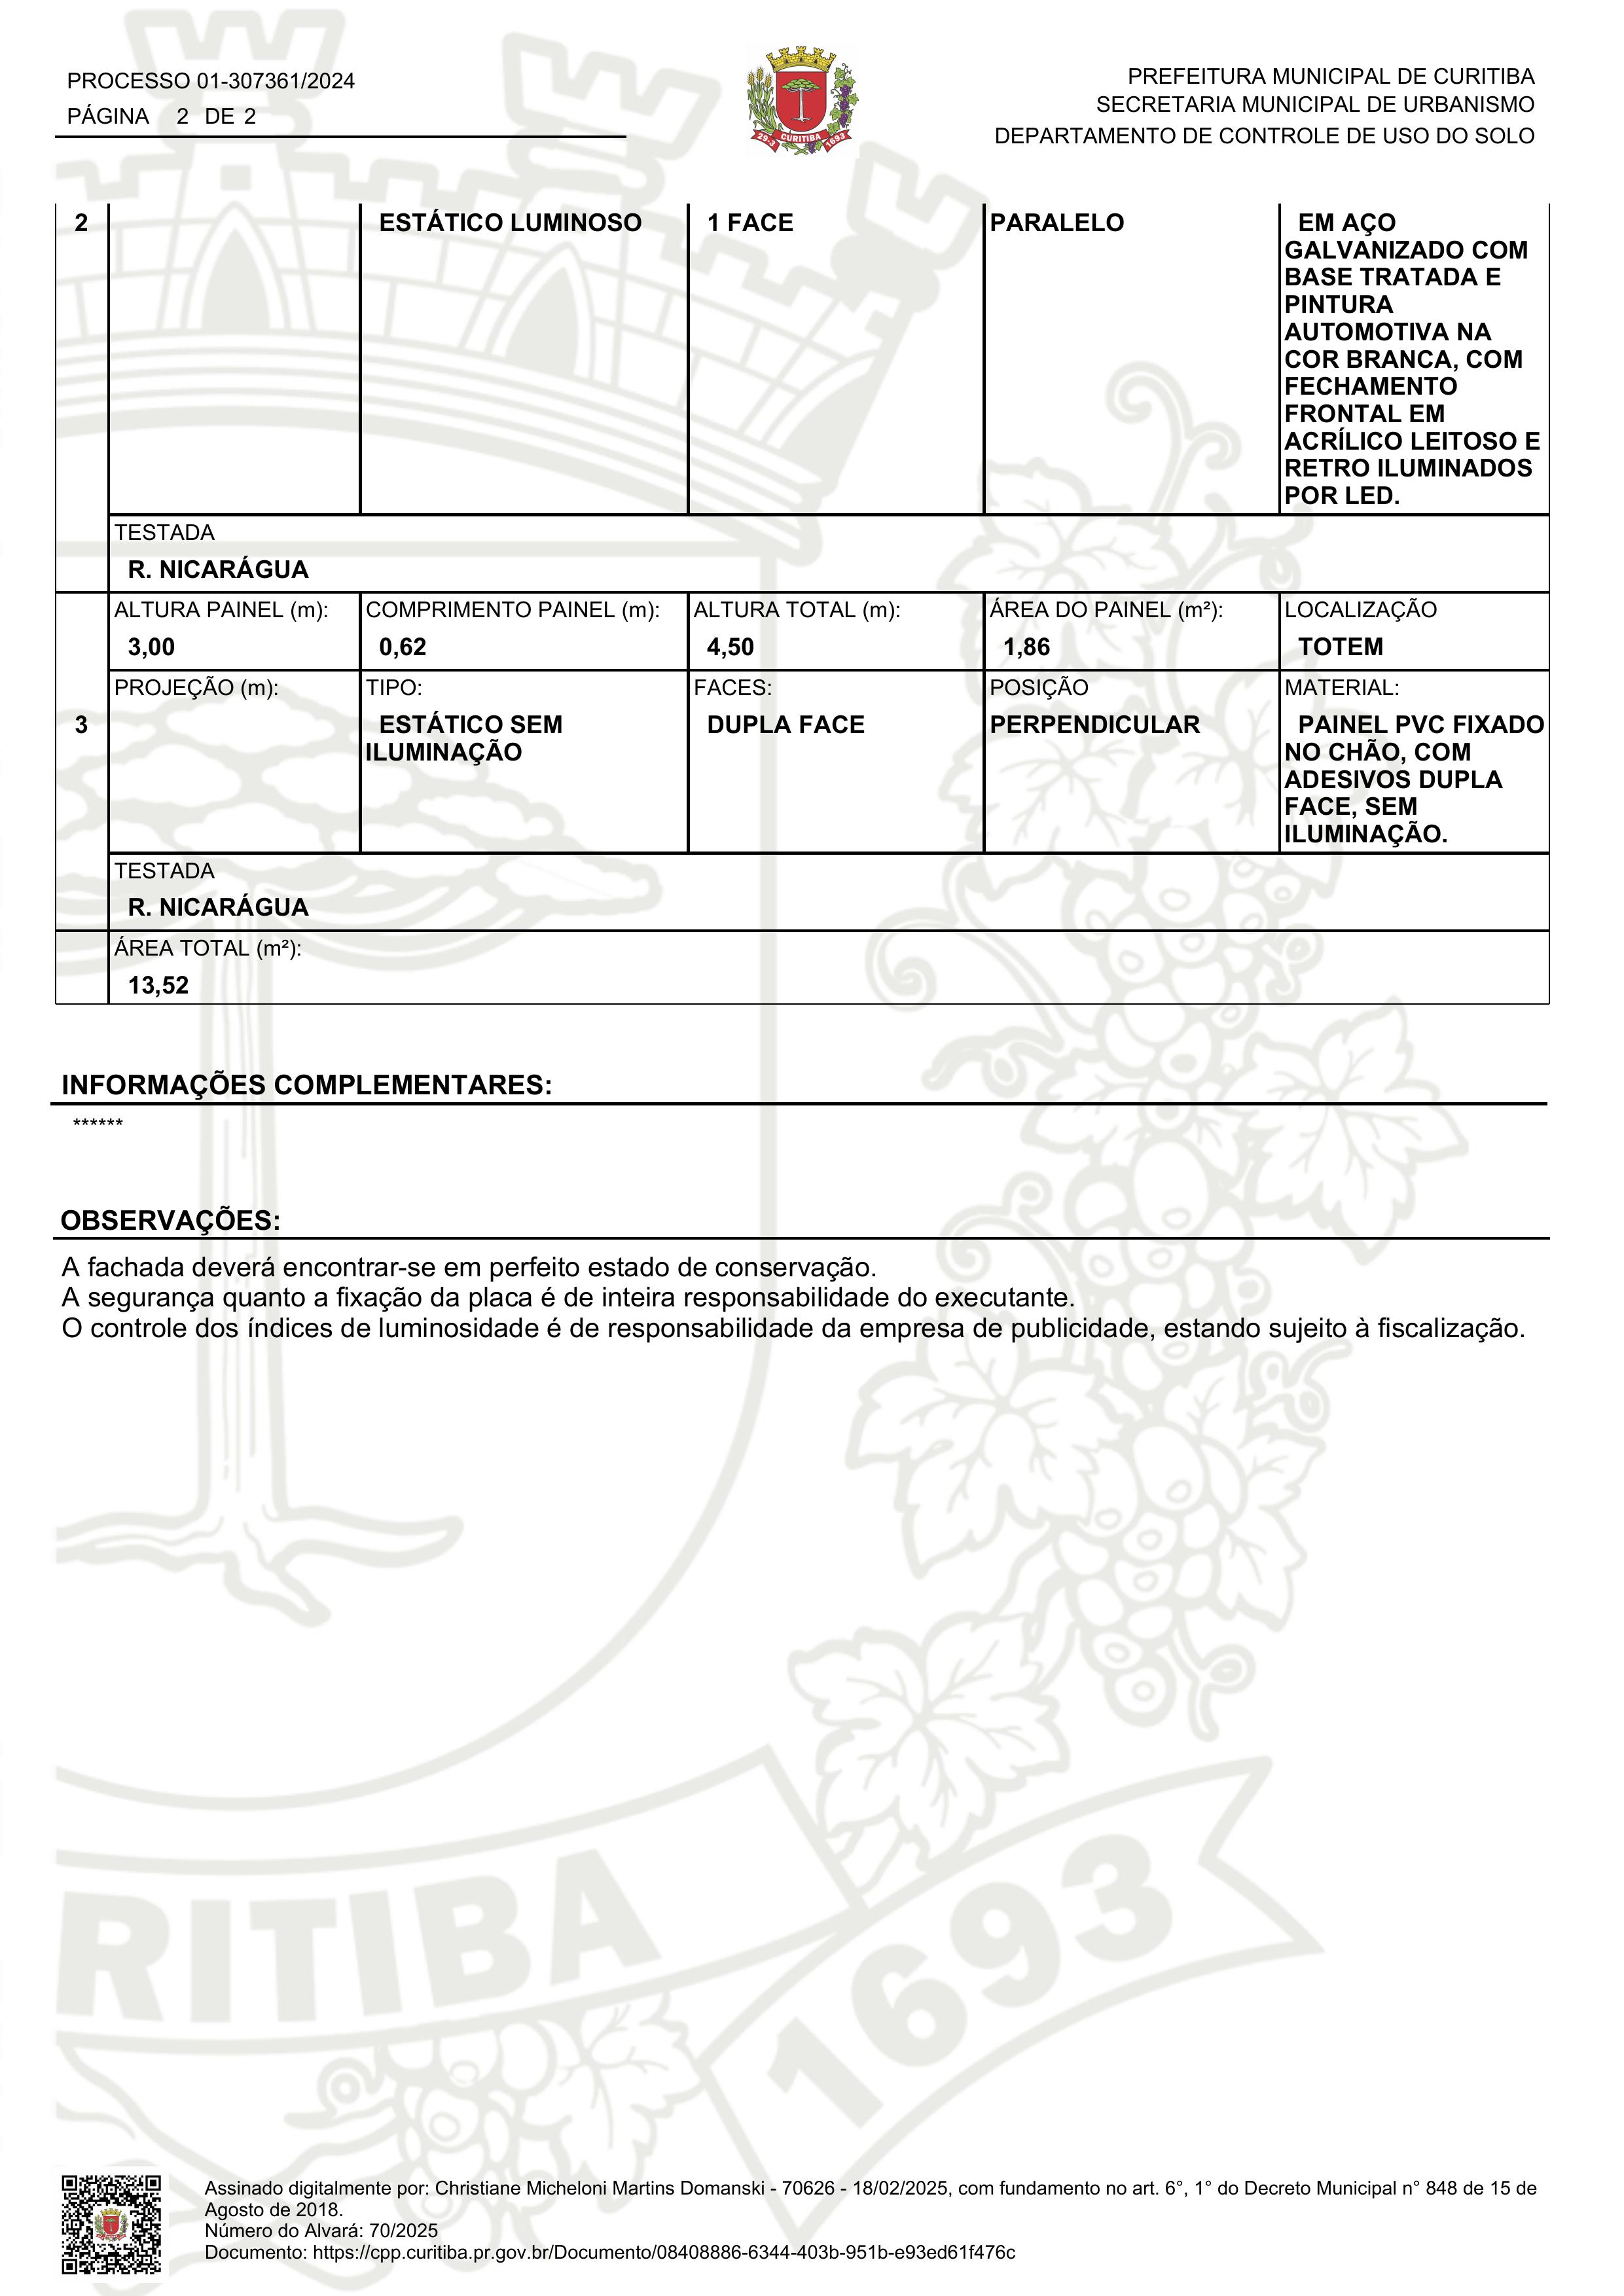 PROCESSO 01-307361/2024
PÁGINA 2 DE 2
PREFEITURA MUNICIPAL DE CURITIBA
SECRETARIA MUNICIPAL DE URBANISMO
DEPARTAMENTO DE CONTROLE DE USO DO SOLO
29.3 CURITIBA 1693
2
ESTÁTICO LUMINOSO
1 FACE
PARALELO
EM AÇO
GALVANIZADO COM
BASE TRATADA E
PINTURA
AUTOMOTIVA NA
COR BRANCA, COM
FECHAMENTO
FRONTAL EM
ACRÍLICO LEITOSO E
RETRO ILUMINADOS
POR LED.
TESTADA
R. NICARÁGUA
3
ALTURA PAINEL (m):
3,00
COMPRIMENTO PAINEL (m):
0,62
ALTURA TOTAL (m):
4,50
ÁREA DO PAINEL (m²):
1,86
LOCALIZAÇÃO
TOTEM
PROJEÇÃO (m):
TIPO:
ESTÁTICO SEM
ILUMINAÇÃO
FACES:
DUPLA FACE
POSIÇÃO
PERPENDICULAR
MATERIAL:
PAINEL PVC FIXADO
NO CHÃO, COM
ADESIVOS DUPLA
FACE, SEM
ILUMINAÇÃO.
TESTADA
R. NICARÁGUA
ÁREA TOTAL (m²):
13,52
INFORMAÇÕES COMPLEMENTARES:
******
OBSERVAÇÕES:
A fachada deverá encontrar-se em perfeito estado de conservação.
A segurança quanto a fixação da placa é de inteira responsabilidade do executante.
O controle dos índices de luminosidade é de responsabilidade da empresa de publicidade, estando sujeito à fiscalização.
RITIBA
1693
Assinado digitalmente por: Christiane Micheloni Martins Domanski - 70626 - 18/02/2025, com fundamento no art. 6°, 1° do Decreto Municipal n° 848 de 15 de
Agosto de 2018.
Número do Alvará: 70/2025
Documento: https://cpp.curitiba.pr.gov.br/Documento/08408886-6344-403b-951b-e93ed61f476c